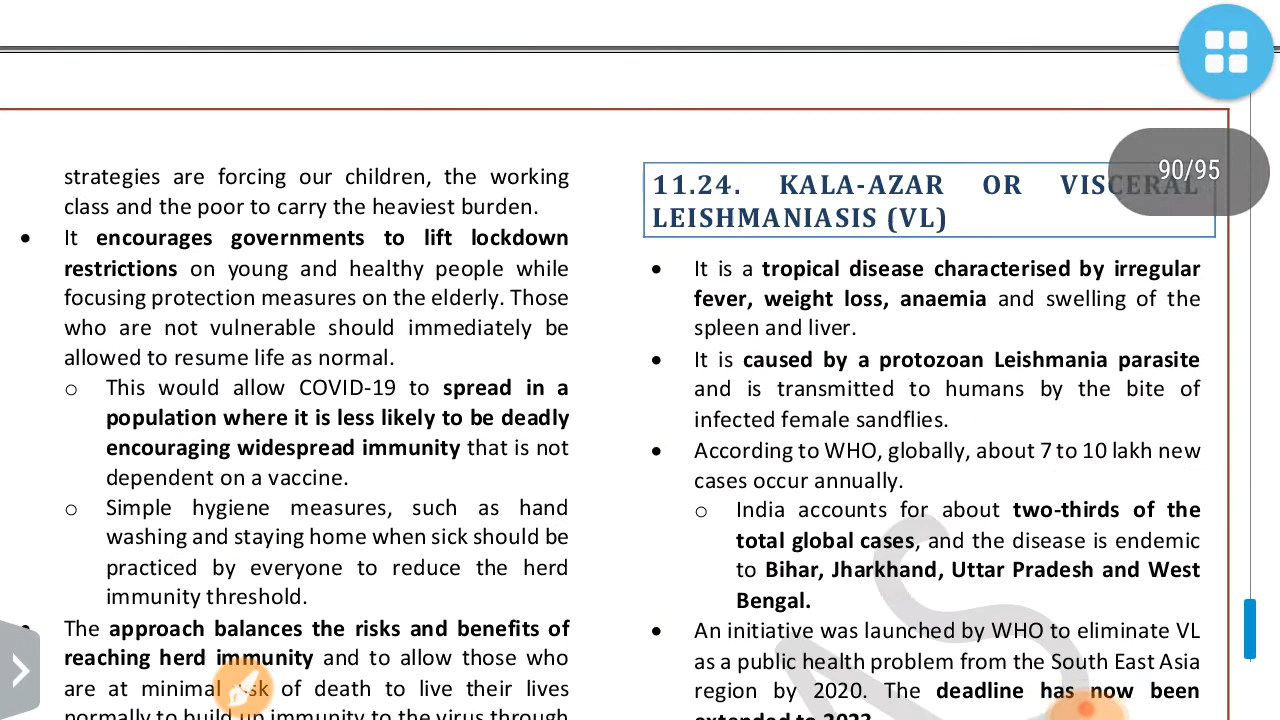 strategies are forcing our children, the working
class and the poor to carry the heaviest burden.
• It encourages governments to lift lockdown
restrictions on young and healthy people while
focusing protection measures on the elderly. Those
who are not vulnerable should immediately be
allowed to resume life as normal.
o This would allow COVID-19 to spread in a
population where it is less likely to be deadly
encouraging widespread immunity that is not
dependent on a vaccine.
o Simple hygiene measures, such as hand
washing and staying home when sick should be
practiced by everyone to reduce the herd
immunity threshold.
• The approach balances the risks and benefits of
reaching herd immunity and to allow those who
are at minimal risk of death to live their lives
normally to build up immunity to the virus through
90/95
11.24. KALA-AZAR OR VISCERAL
LEISHMANIASIS (VL)
• It is a tropical disease characterised by irregular
fever, weight loss, anaemia and swelling of the
spleen and liver.
• It is caused by a protozoan Leishmania parasite
and is transmitted to humans by the bite of
infected female sandflies.
• According to WHO, globally, about 7 to 10 lakh new
cases occur annually.
o India accounts for about two-thirds of the
total global cases, and the disease is endemic
to Bihar, Jharkhand, Uttar Pradesh and West
Bengal.
• An initiative was launched by WHO to eliminate VL
as a public health problem from the South East Asia
region by 2020. The deadline has now been
extended to